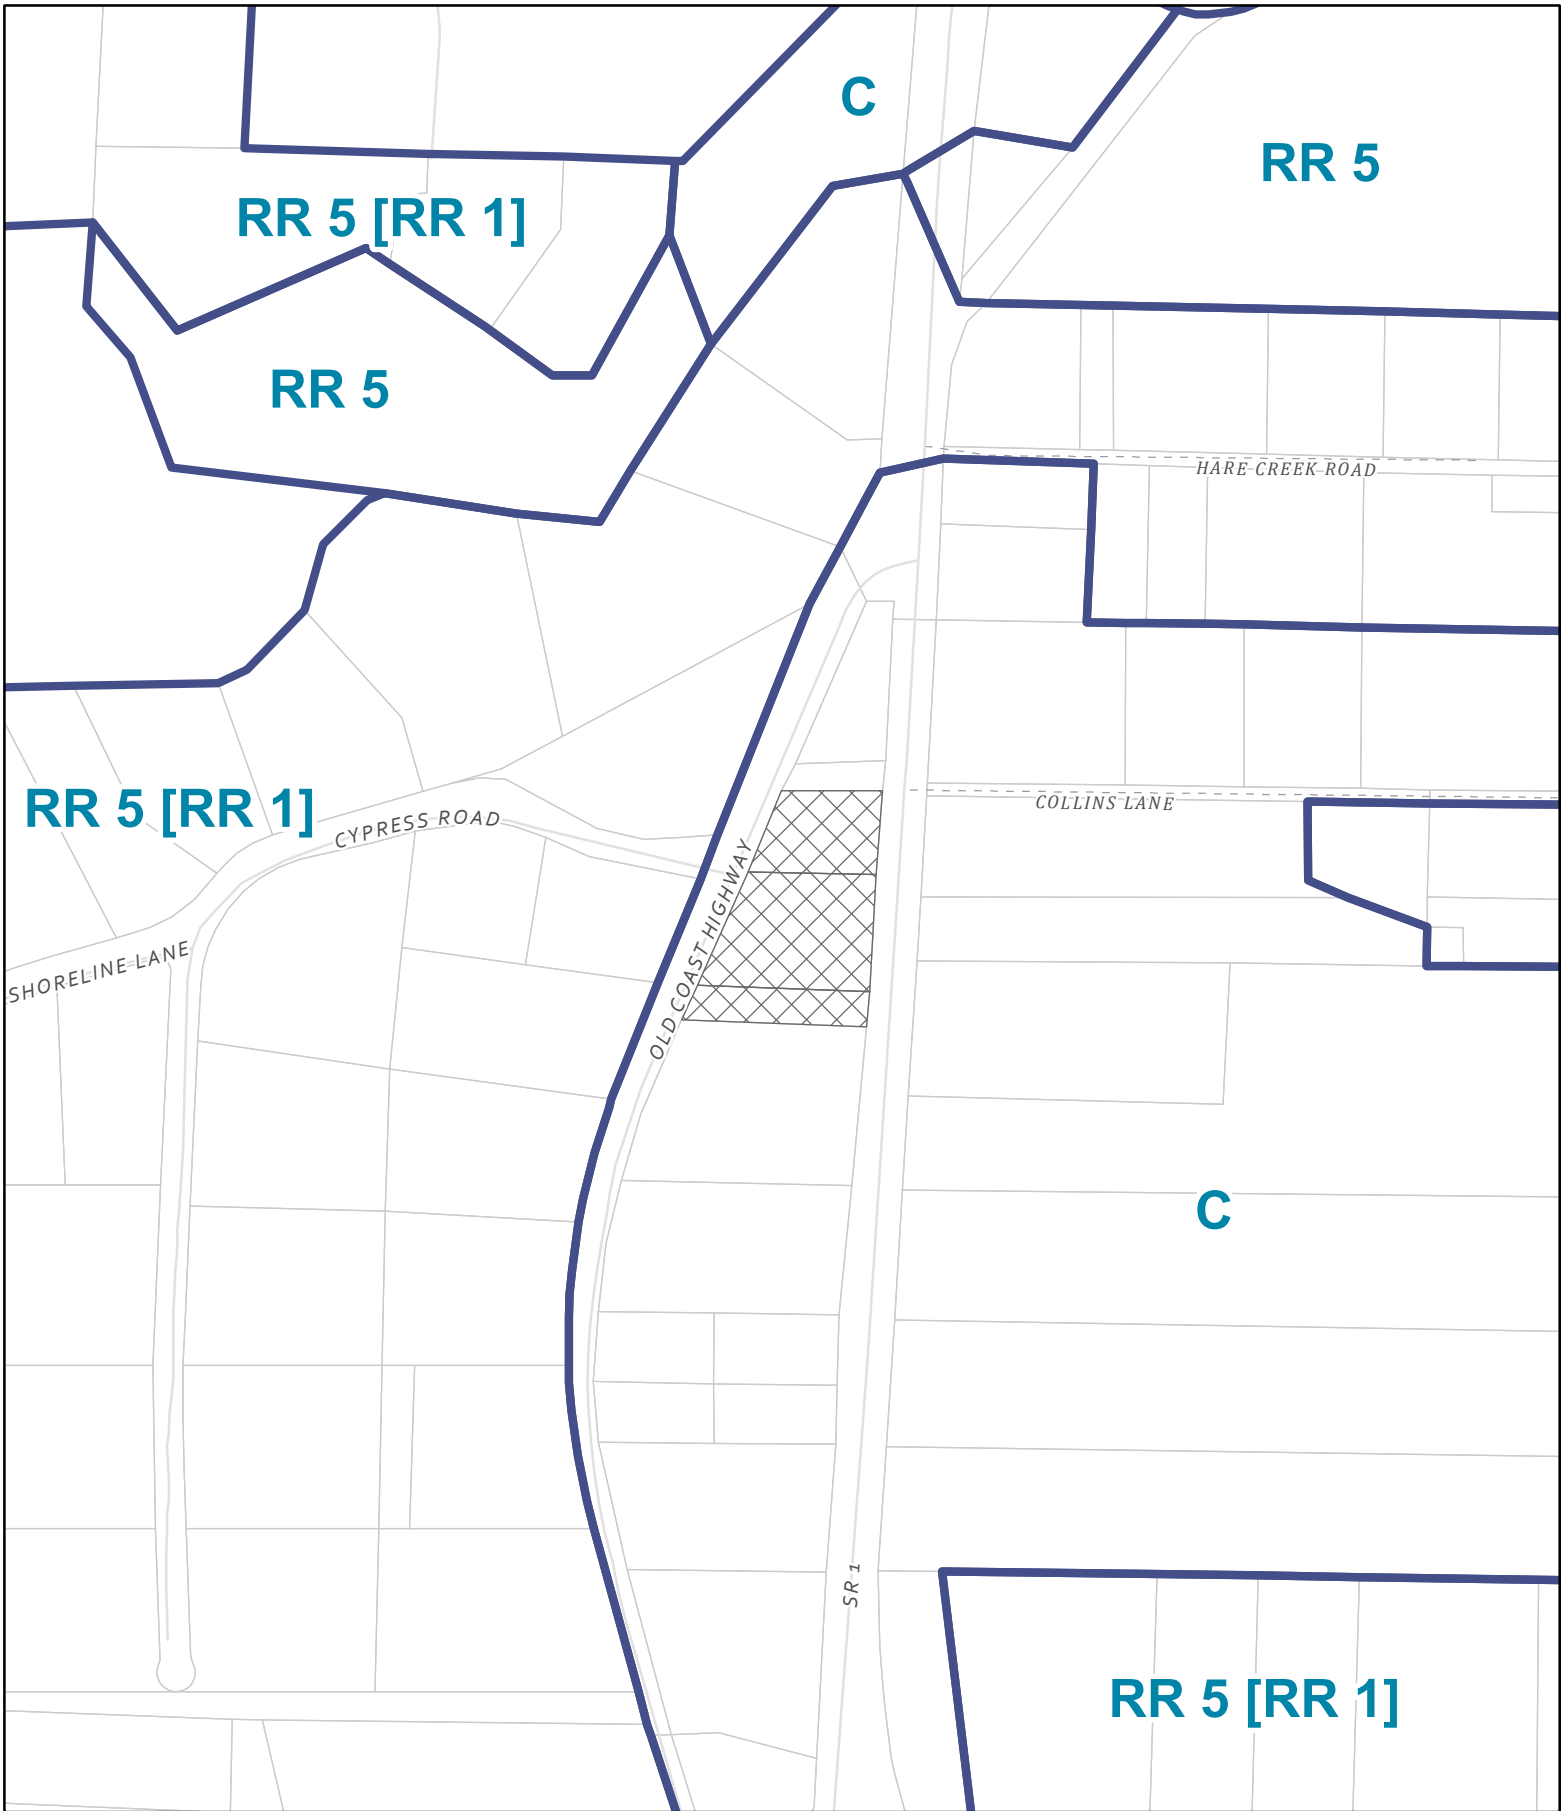 C
RR 5
RR 5 [RR 1]
RR 5
HARE CREEK ROAD
RR 5 [RR 1]
COLLINS LANE
CYPRESS ROAD
OLD COAST HIGHWAY
SHORELINE LANE
C
SR 1
RR 5 [RR 1]